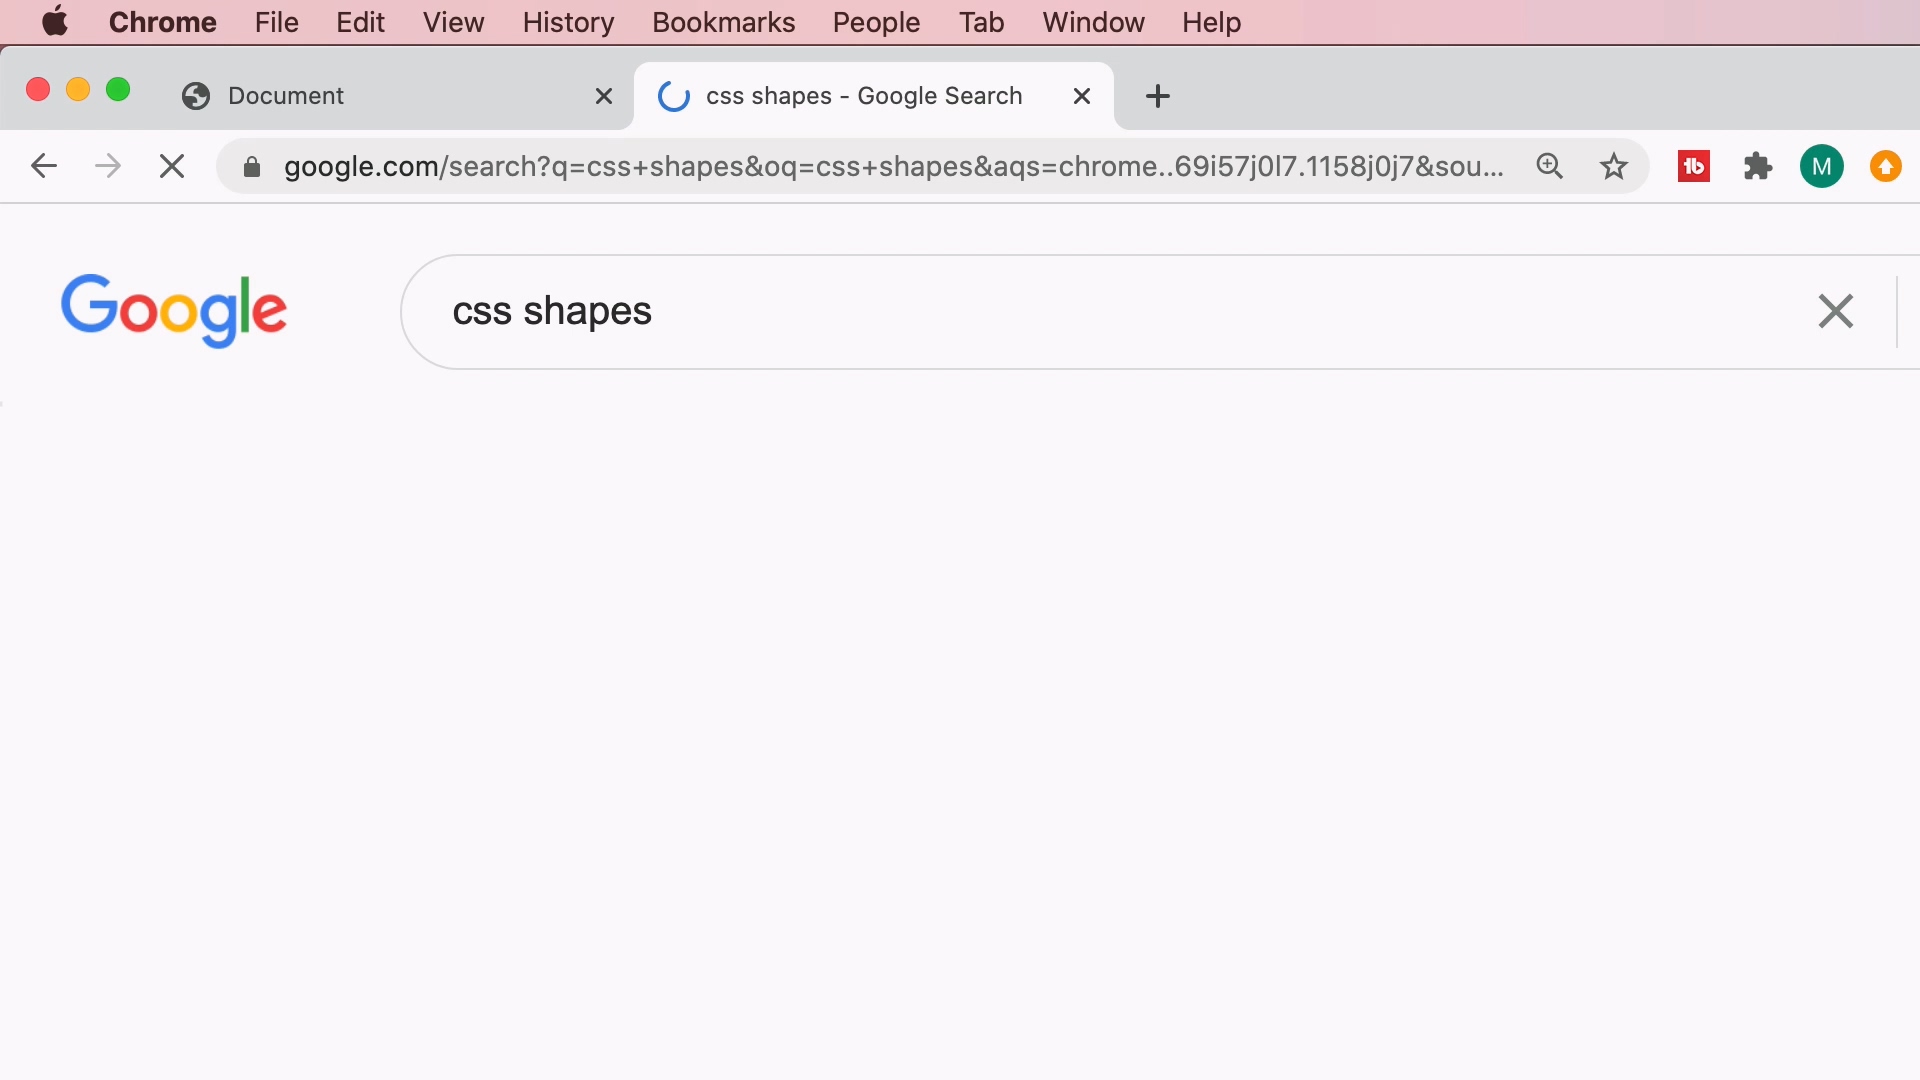 Chrome File Edit View History Bookmarks People Tab Window Help
Document
css shapes - Google Search
google.com/search?q=css+shapes&oq=css+shapes&aqs=chrome..69i57j0l7.1158j0j7&sou...
M
Google
css shapes